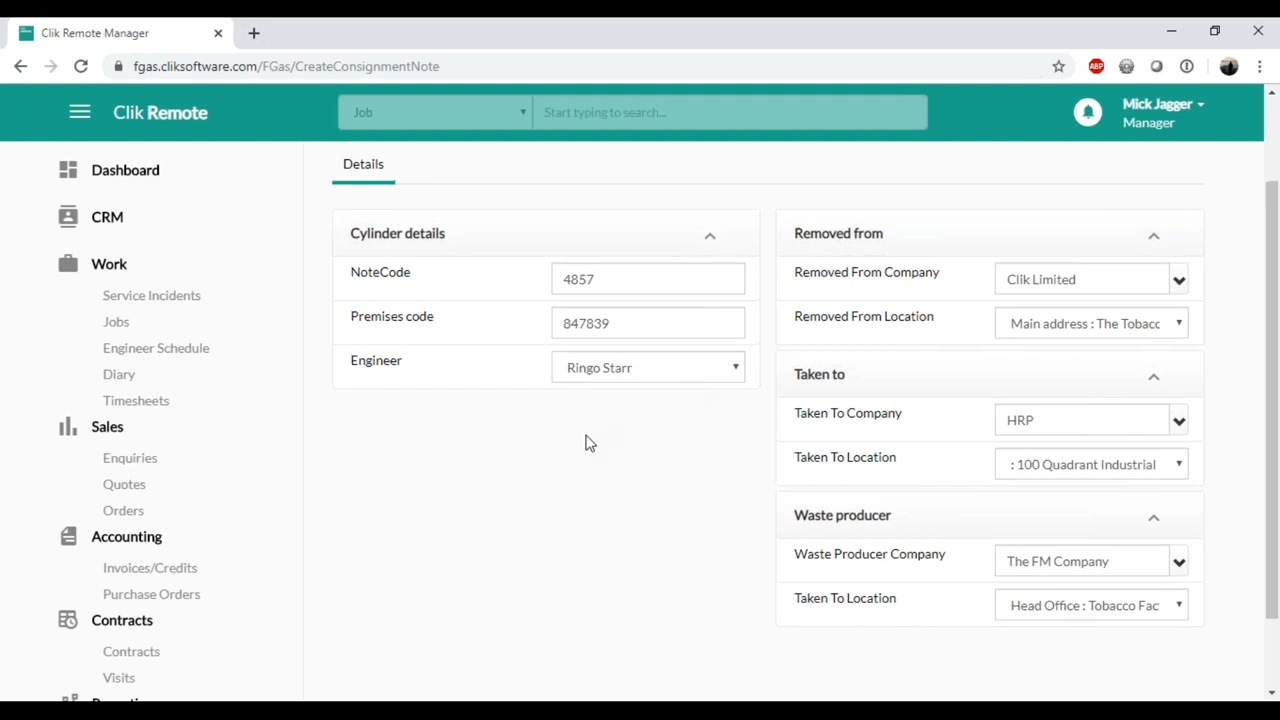 Clik Remote Manager
fgas.cliksoftware.com/FGas/CreateConsignmentNote
ABP
Clik Remote
Job
Start typing to search...
Mick Jagger
Manager
Dashboard
CRM
Work
Service Incidents
Jobs
Engineer Schedule
Diary
Timesheets
Sales
Enquiries
Quotes
Orders
Accounting
Invoices/Credits
Purchase Orders
Contracts
Contracts
Visits
Details
Cylinder details
NoteCode
4857
Premises code
847839
Engineer
Ringo Starr
Removed from
Removed From Company
Clik Limited
Removed From Location
Main address : The Tobacc
Taken to
Taken To Company
HRP
Taken To Location
: 100 Quadrant Industrial
Waste producer
Waste Producer Company
The FM Company
Taken To Location
Head Office : Tobacco Fac